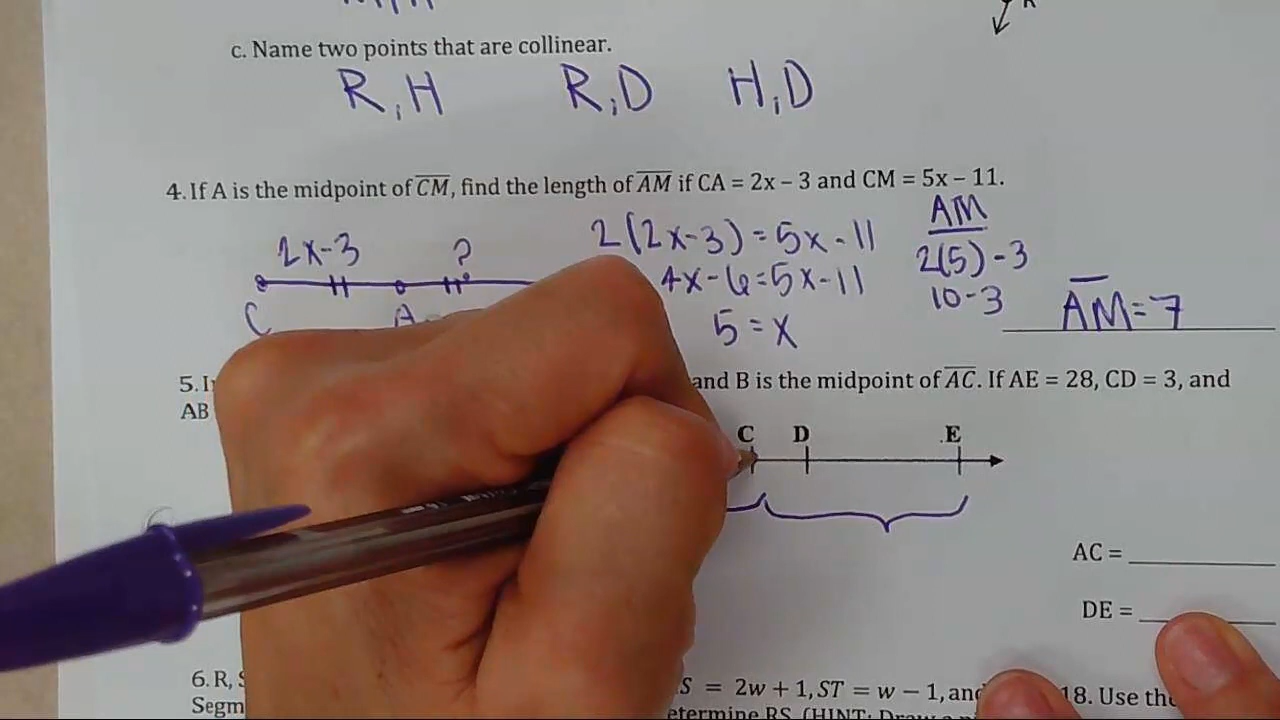 c. Name two points that are collinear.
R, H R, D H, D
4. If A is the midpoint of CM, find the length of AM if CA = 2x – 3 and CM = 5x – 11.
2x-3 ?
C A
2(2x-3) = 5x - 11
4x-6=5x-11
5 = x
AM
2(5)-3
10-3
AM=7
5. and B is the midpoint of AC. If AE = 28, CD = 3, and
AB
C D E
AC =
DE =
6. R, = 2w + 1, ST = w − 1, 18. Use
Segm RS. (HINT: